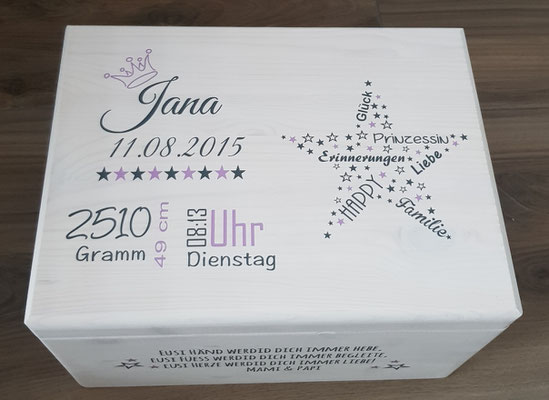 Jana
11.08.2015
2510
Gramm
49 cm
08:13
Uhr
Dienstag
Glück
Prinzessin
Erinnerungen
Liebe
HAPPY
Familie
EUSI HÄND WERDID DICH IMMER HEBE,
EUSI FÜESS WERDID DICH IMMER BEGLEITE,
EUSI HERZE WERDID DICH IMMER LIEBE!
MAMI & PAPI